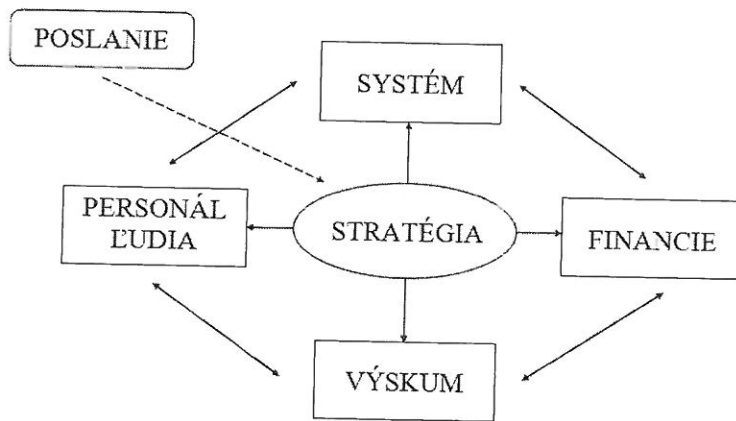 POSLANIE
SYSTÉM
PERSONÁL
ĽUDIA
STRATÉGIA
FINANCIE
VÝSKUM